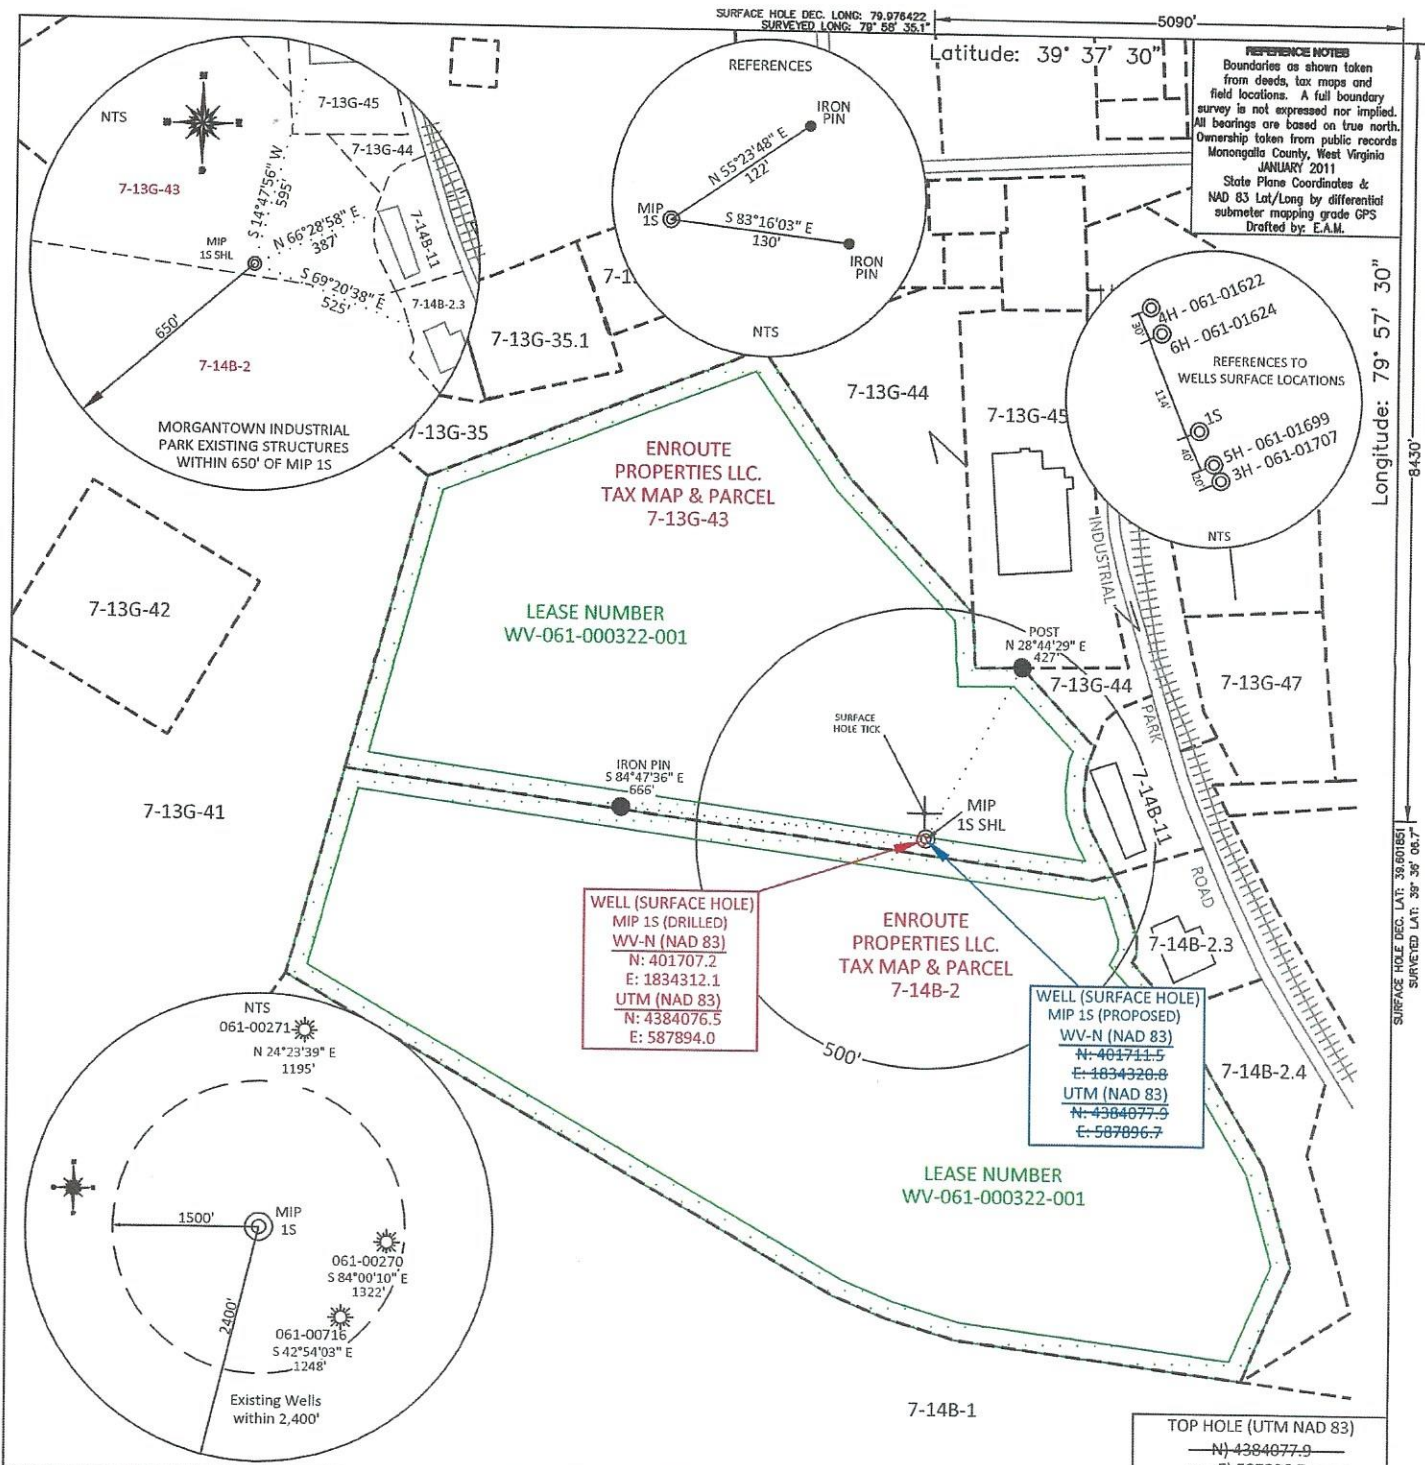 SURFACE HOLE DEC. LONG: 79.976422
SURVEYED LONG: 79° 58' 35.1"
5090'
Latitude: 39° 37' 30"
REFERENCE NOTES
Boundaries as shown taken
from deeds, tax maps and
field locations. A full boundary
survey is not expressed nor implied.
All bearings are based on true north.
Ownership taken from public records
Monongalia County, West Virginia
JANUARY 2011
State Plane Coordinates &
NAD 83 Lat/Long by differential
submeter mapping grade GPS
Drafted by: E.A.M.
Longitude: 79° 57' 30"
8430'
SURFACE HOLE DEC. LAT: 39.601851
SURVEYED LAT: 39° 36' 06.7"
NTS
7-13G-45
7-13G-44
7-13G-43
S 14°47'56" W
595'
N 66°28'58" E
387'
MIP
1S SHL
S 69°20'38" E
525'
7-14B-11
7-14B-2.3
650'
7-14B-2
MORGANTOWN INDUSTRIAL
PARK EXISTING STRUCTURES
WITHIN 650' OF MIP 1S
REFERENCES
IRON
PIN
N 55°23'48" E
122'
MIP
1S
S 83°16'03" E
130'
IRON
PIN
NTS
4H - 061-01622
30'
6H - 061-01624
REFERENCES TO
WELLS SURFACE LOCATIONS
114'
1S
40'
5H - 061-01699
20'
3H - 061-01707
NTS
7-1
7-13G-35.1
7-13G-35
7-13G-44
7-13G-45
ENROUTE
PROPERTIES LLC.
TAX MAP & PARCEL
7-13G-43
7-13G-42
LEASE NUMBER
WV-061-000322-001
INDUSTRIAL
PARK
ROAD
POST
N 28°44'29" E
427'
7-13G-44
7-13G-47
SURFACE
HOLE TICK
IRON PIN
S 84°47'36" E
666'
7-13G-41
MIP
1S SHL
7-14B-11
WELL (SURFACE HOLE)
MIP 1S (DRILLED)
WV-N (NAD 83)
N: 401707.2
E: 1834312.1
UTM (NAD 83)
N: 4384076.5
E: 587894.0
ENROUTE
PROPERTIES LLC.
TAX MAP & PARCEL
7-14B-2
7-14B-2.3
WELL (SURFACE HOLE)
MIP 1S (PROPOSED)
WV-N (NAD 83)
N: 401711.5
E: 1834320.8
UTM (NAD 83)
N: 4384077.9
E: 587896.7
500'
7-14B-2.4
LEASE NUMBER
WV-061-000322-001
NTS
061-00271
N 24°23'39" E
1195'
1500'
MIP
1S
061-00270
S 84°00'10" E
1322'
2400'
061-00716
S 42°54'03" E
1248'
Existing Wells
within 2,400'
7-14B-1
TOP HOLE (UTM NAD 83)
N) 4384077.9